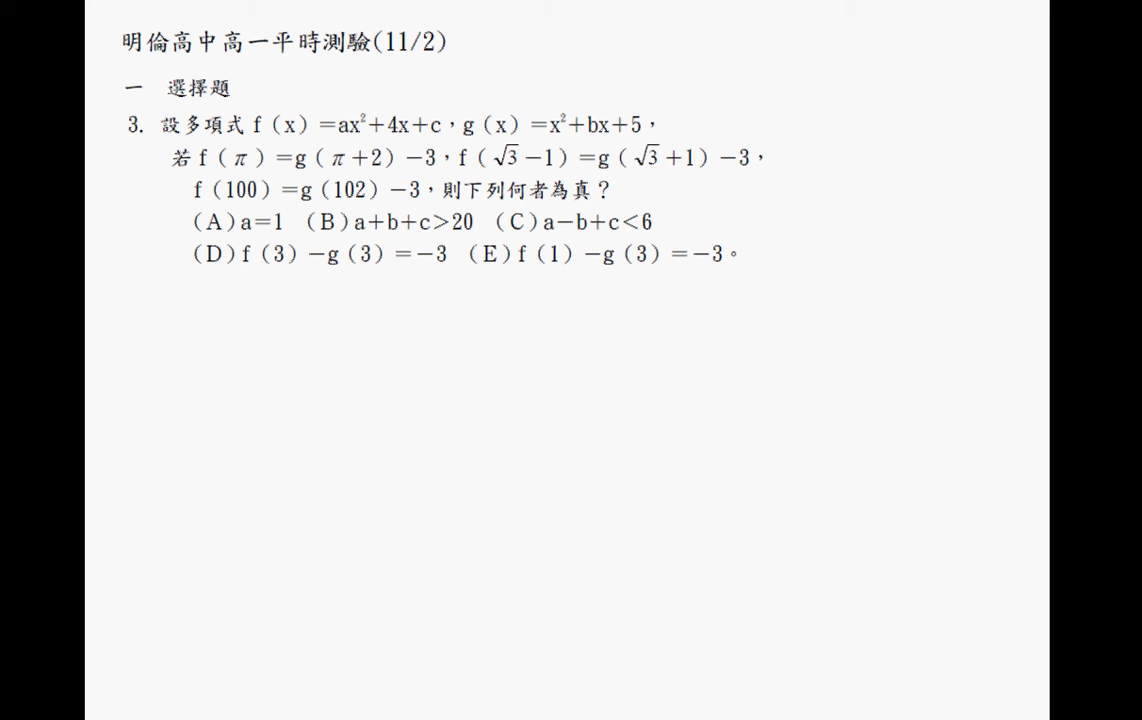 明倫高中高一平時測驗(11/2)
一 選擇題
3. 設多項式 f(x)=ax²+4x+c,g(x)=x²+bx+5,
若 f(π)=g(π+2)-3,f(√3-1)=g(√3+1)-3,
f(100)=g(102)-3,則下列何者為真?
(A)a=1 (B)a+b+c>20 (C)a-b+c<6
(D)f(3)-g(3)=-3 (E)f(1)-g(3)=-3。